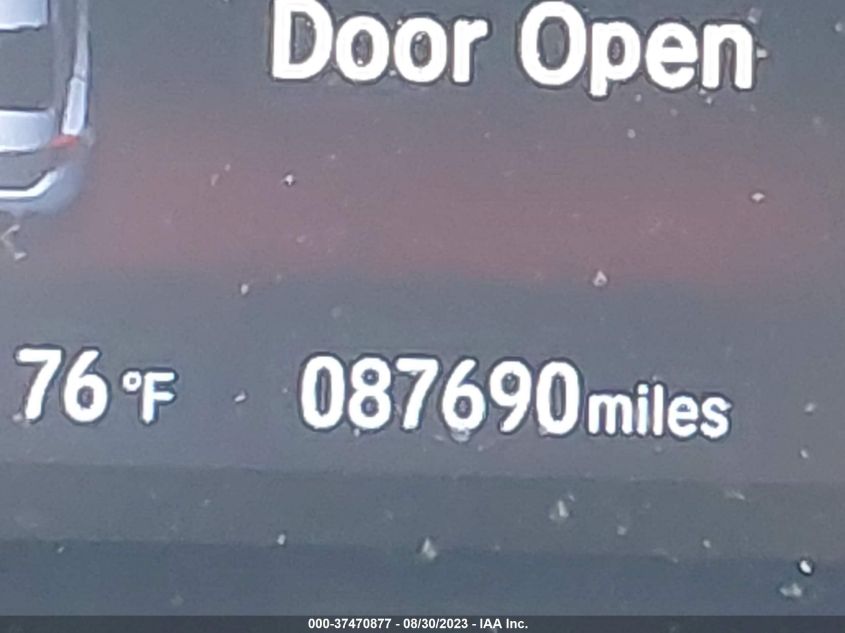 Door Open
76 °F 087690 miles
000-37470877 - 08/30/2023 - IAA Inc.